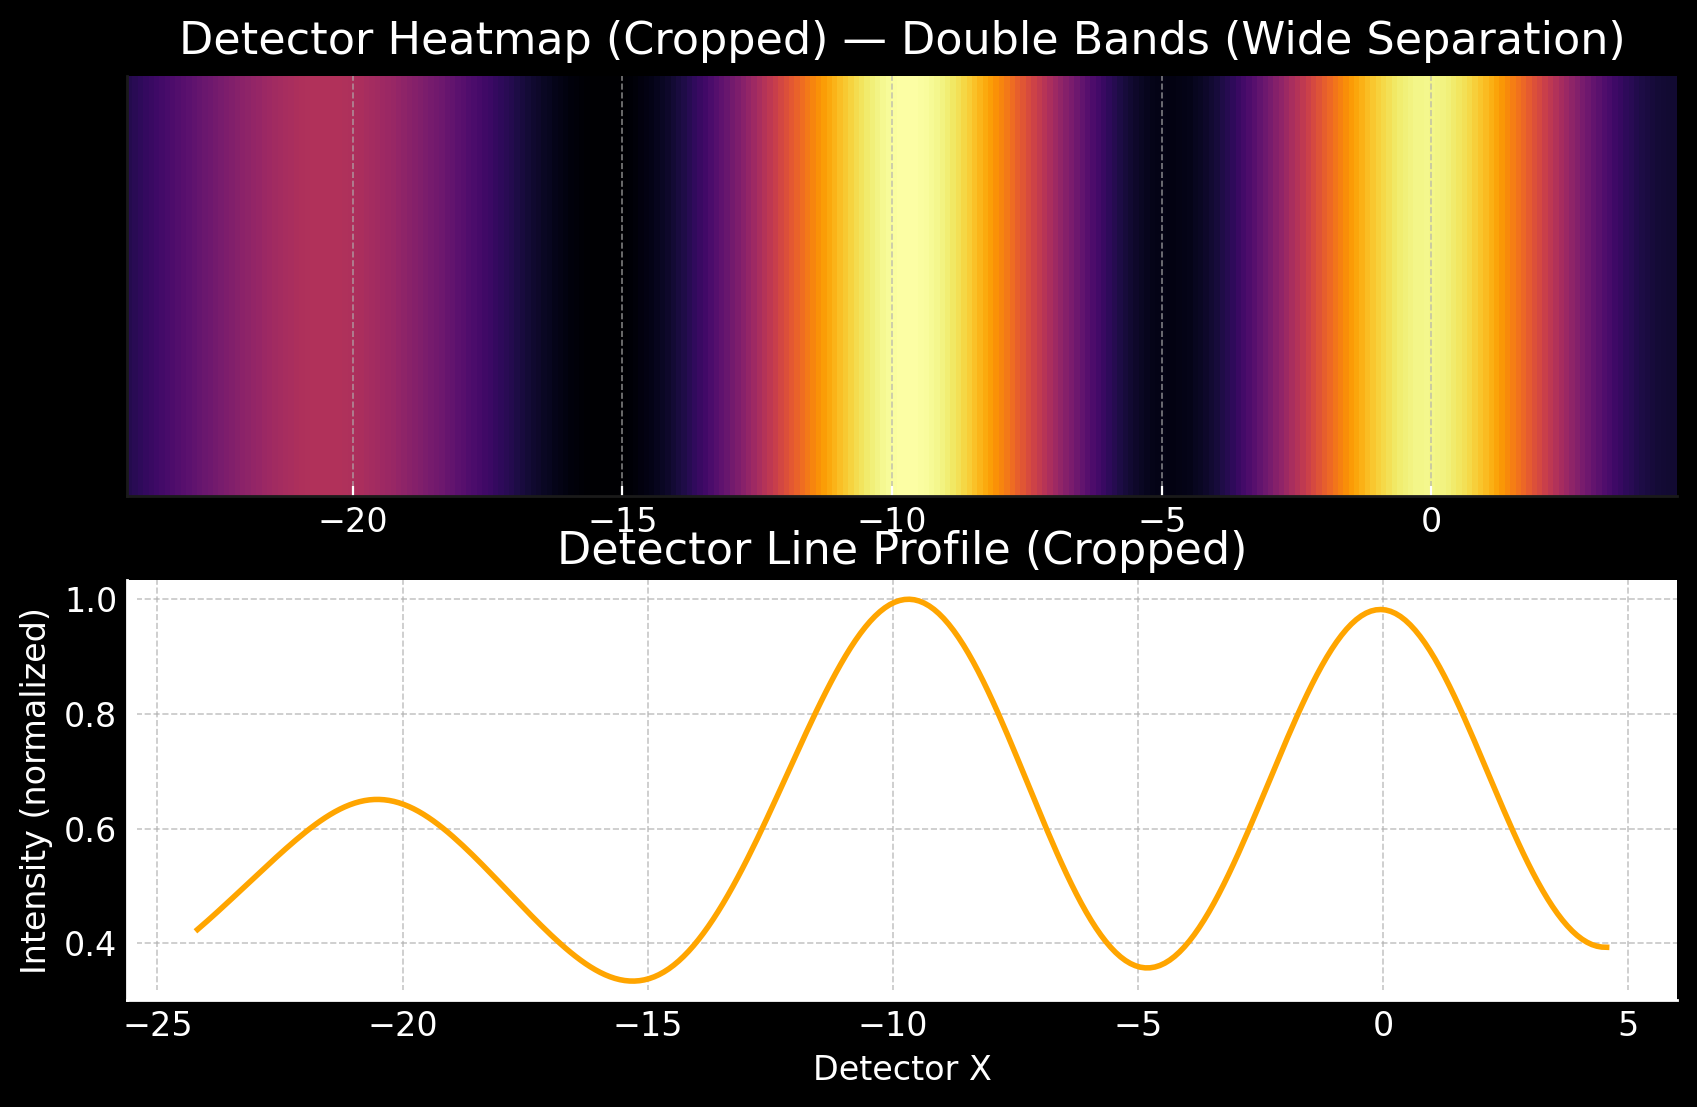 Detector Heatmap (Cropped) — Double Bands (Wide Separation)
−20 −15 −10 −5 0
Detector Line Profile (Cropped)
Intensity (normalized)
1.0
0.8
0.6
0.4
−25 −20 −15 −10 −5 0 5
Detector X